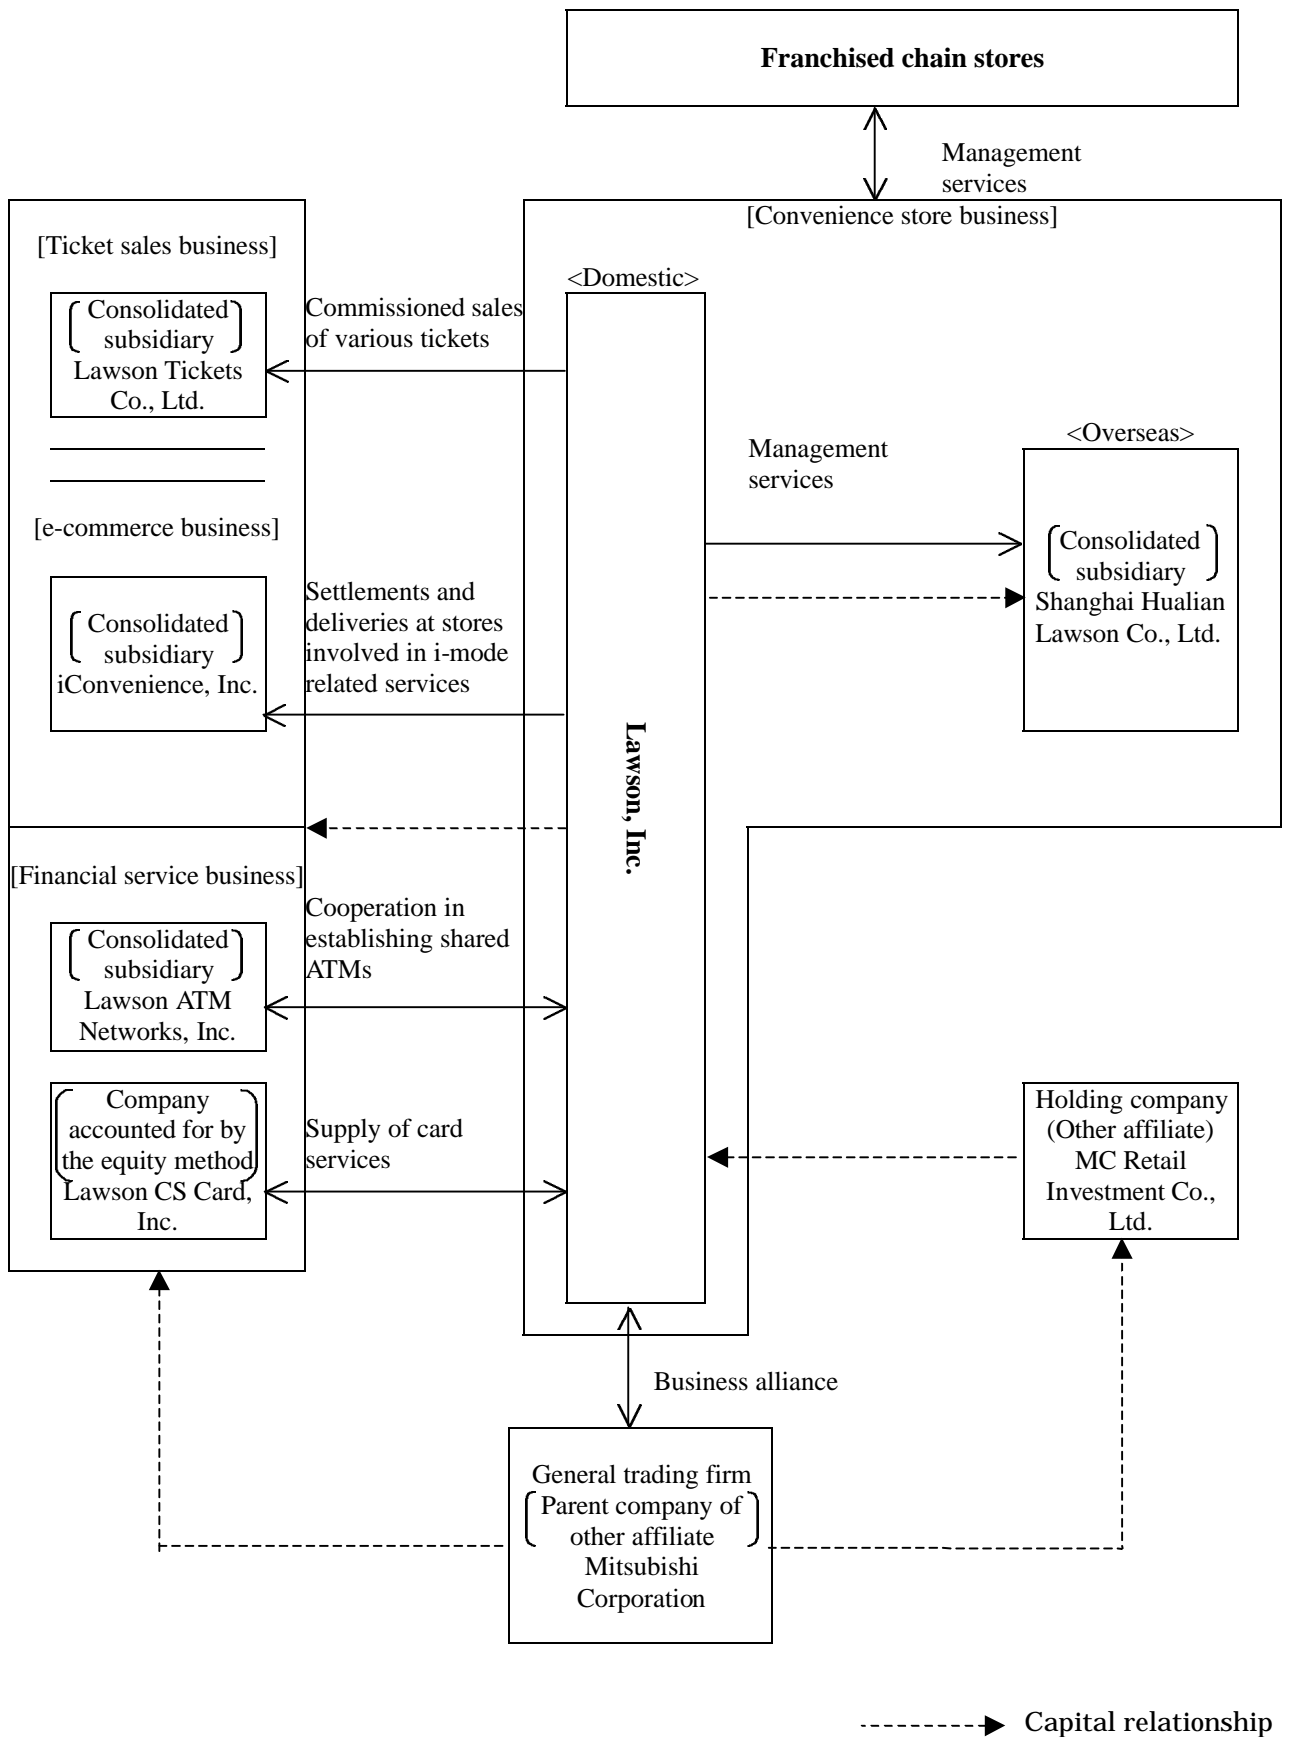 Franchised chain stores
Management
services
[Convenience store business]
[Ticket sales business]
<Domestic>
Consolidated
subsidiary
Lawson Tickets
Co., Ltd.
Commissioned sales
of various tickets
Management
services
<Overseas>
Consolidated
subsidiary
Shanghai Hualian
Lawson Co., Ltd.
[e-commerce business]
Consolidated
subsidiary
iConvenience, Inc.
Settlements and
deliveries at stores
involved in i-mode
related services
Lawson, Inc.
[Financial service business]
Consolidated
subsidiary
Lawson ATM
Networks, Inc.
Cooperation in
establishing shared
ATMs
Company
accounted for by
the equity method
Lawson CS Card,
Inc.
Supply of card
services
Holding company
(Other affiliate)
MC Retail
Investment Co.,
Ltd.
Business alliance
General trading firm
Parent company of
other affiliate
Mitsubishi
Corporation
Capital relationship